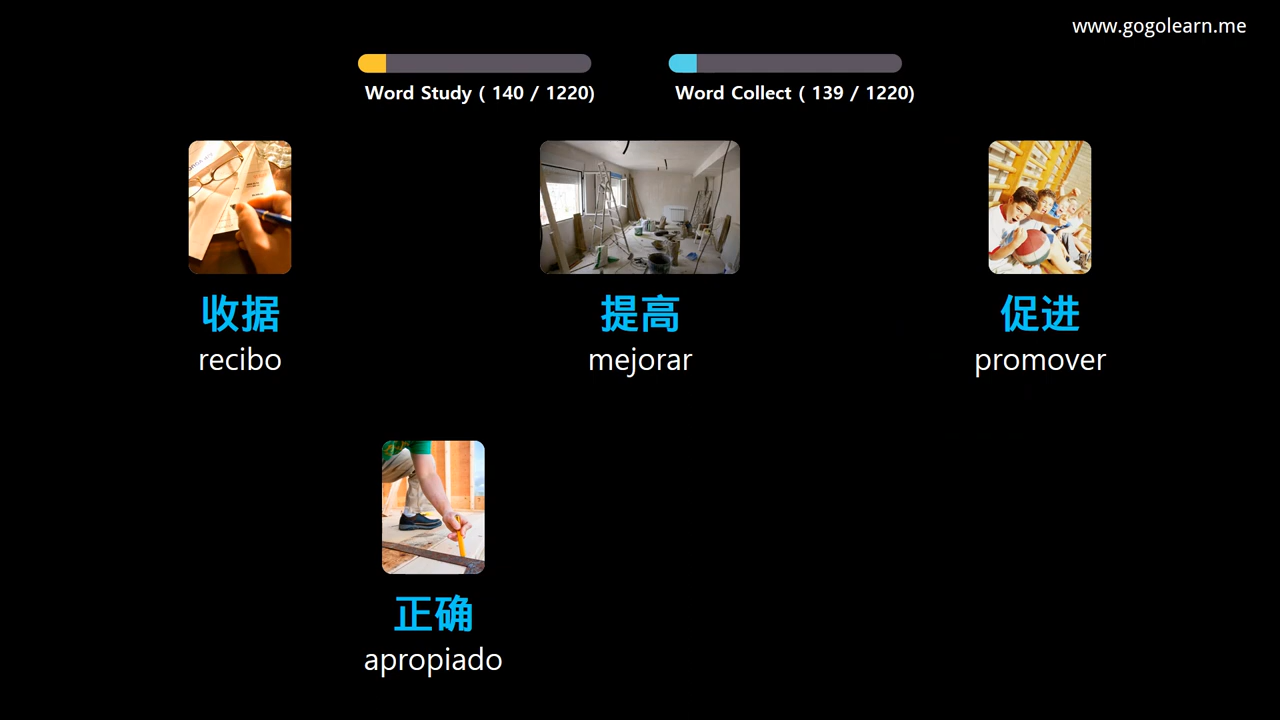 www.gogolearn.me
Word Study ( 140 / 1220)
Word Collect ( 139 / 1220)
收据
recibo
提高
mejorar
促进
promover
正确
apropiado